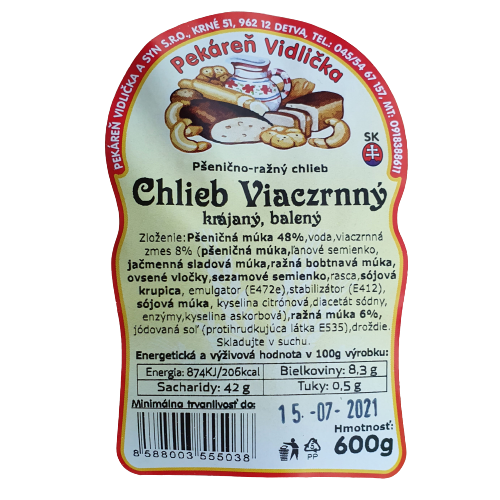 PEKÁREŇ VIDLIČKA A SYN S.R.O., KRNÉ 51, 962 12 DETVA, TEL.: 045/54 67 157, MT: 0918388611
Pekáreň Vidlička
SK
Pšenično-ražný chlieb
Chlieb Viaczrnný
krájaný, balený
Zloženie:Pšeničná múka 48%,voda,viaczrnná
zmes 8% (pšeničná múka,ľanové semienko,
jačmenná sladová múka,ražná bobtnavá múka,
ovsené vločky,sezamové semienko,rasca,sójová
krupica, emulgátor (E472e),stabilizátor (E412),
sójová múka, kyselina citrónová,diacetát sódny,
enzýmy,kyselina askorbová),ražná múka 6%,
jódovaná soľ (protihrudkujúca látka E535),droždie.
Skladujte v suchu.
Energetická a výživová hodnota v 100g výrobku:
Energia: 874KJ/206kcal
Bielkoviny: 8,3 g
Sacharidy: 42 g
Tuky: 0,5 g
Minimálna trvanlivosť do:
15 -07- 2021
Hmotnosť:
600g
5
PP
8 588003 555038